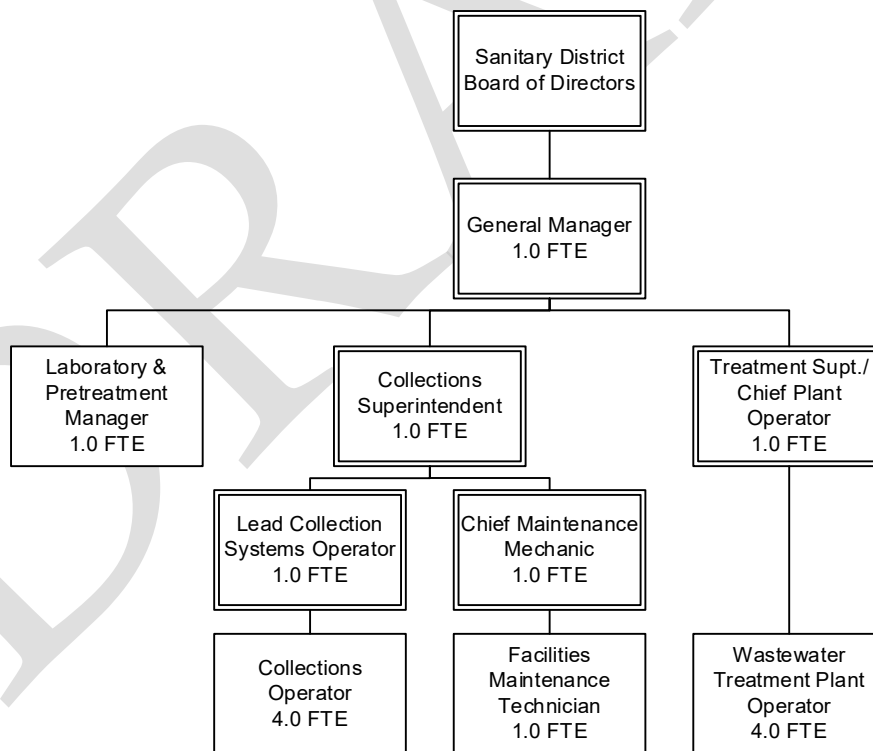 Sanitary District
Board of Directors
General Manager
1.0 FTE
Laboratory &
Pretreatment
Manager
1.0 FTE
Collections
Superintendent
1.0 FTE
Treatment Supt./
Chief Plant
Operator
1.0 FTE
Lead Collection
Systems Operator
1.0 FTE
Chief Maintenance
Mechanic
1.0 FTE
Collections
Operator
4.0 FTE
Facilities
Maintenance
Technician
1.0 FTE
Wastewater
Treatment Plant
Operator
4.0 FTE